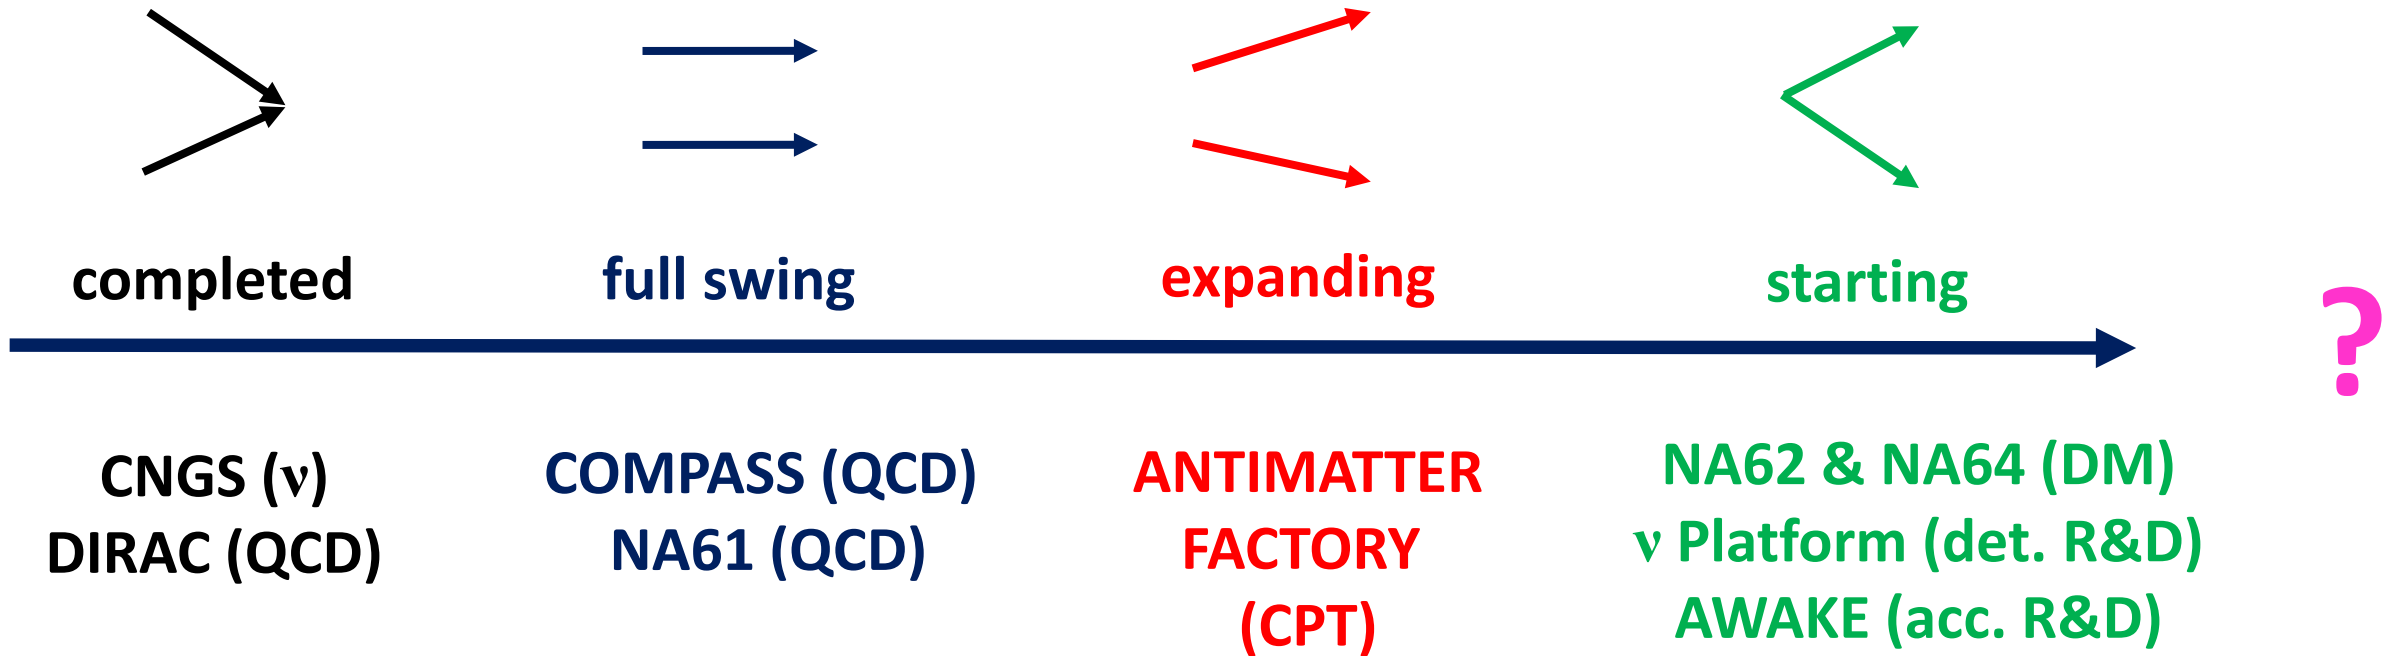 completed
full swing
expanding
starting
?
CNGS (ν)
DIRAC (QCD)
COMPASS (QCD)
NA61 (QCD)
ANTIMATTER
FACTORY
(CPT)
NA62 & NA64 (DM)
ν Platform (det. R&D)
AWAKE (acc. R&D)